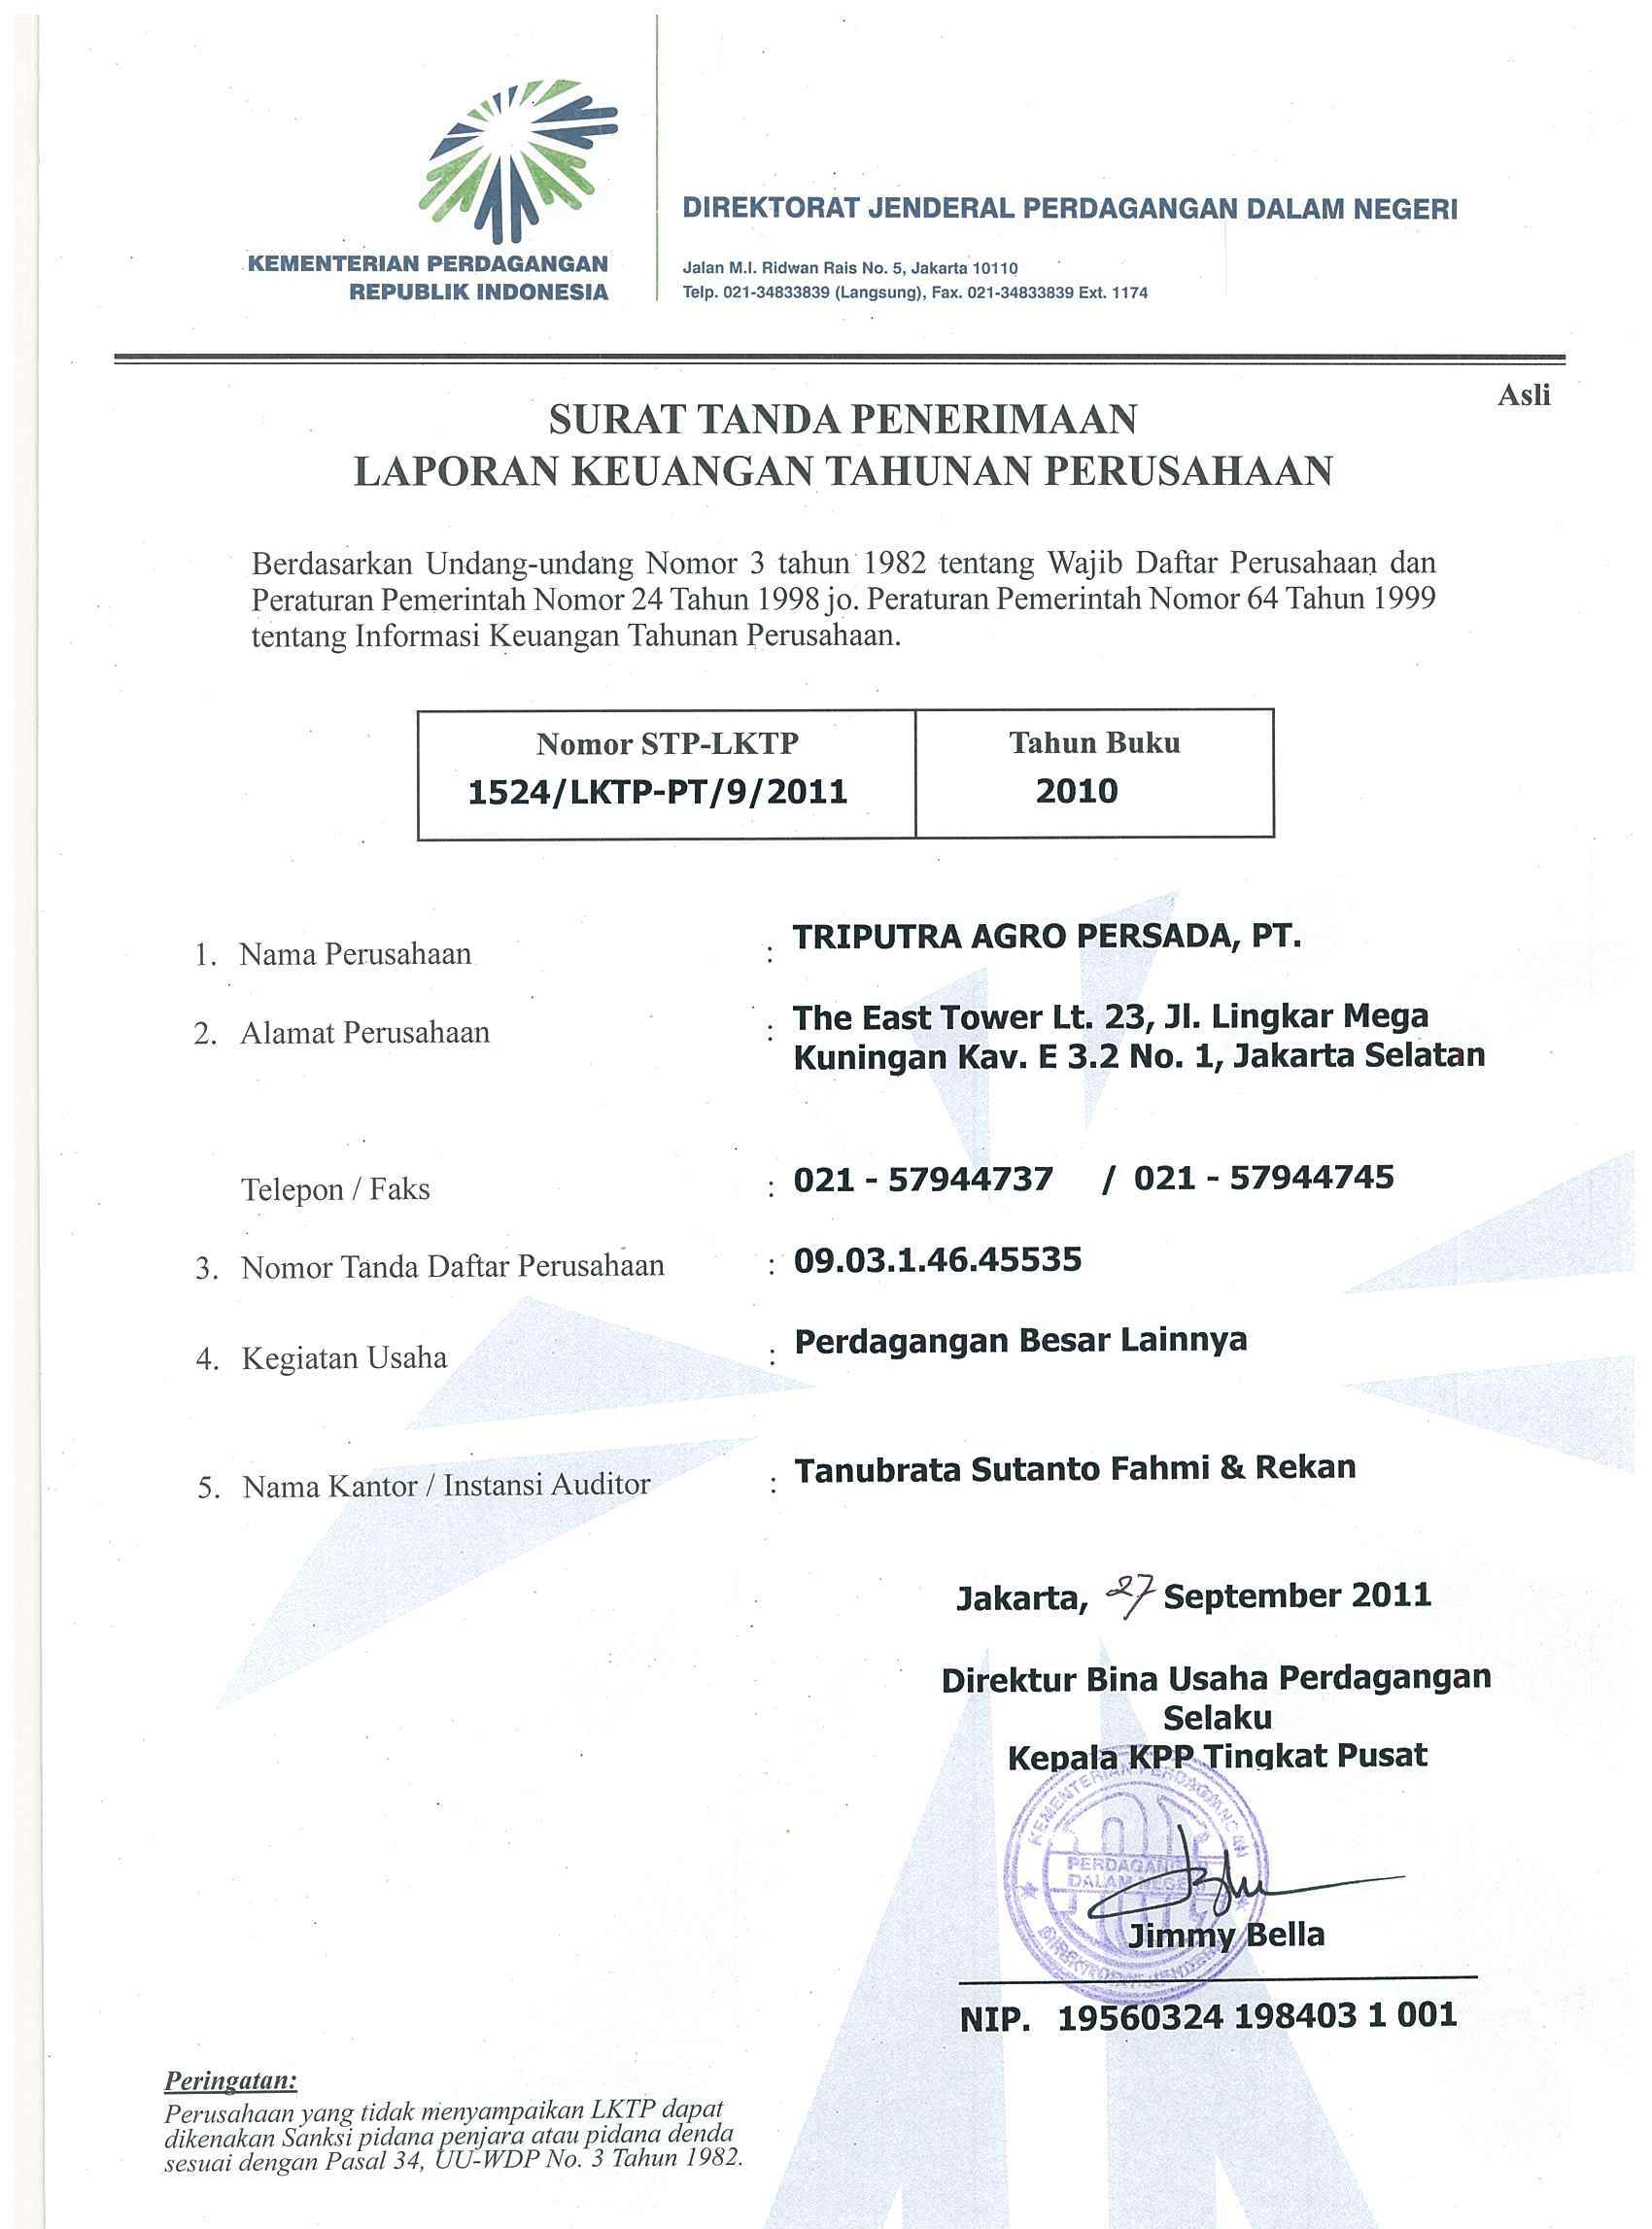 KEMENTERIAN PERDAGANGAN
REPUBLIK INDONESIA
DIREKTORAT JENDERAL PERDAGANGAN DALAM NEGERI
Jalan M.I. Ridwan Rais No. 5, Jakarta 10110
Telp. 021-34833839 (Langsung), Fax. 021-34833839 Ext. 1174
Asli
SURAT TANDA PENERIMAAN
LAPORAN KEUANGAN TAHUNAN PERUSAHAAN
Berdasarkan Undang-undang Nomor 3 tahun 1982 tentang Wajib Daftar Perusahaan dan
Peraturan Pemerintah Nomor 24 Tahun 1998 jo. Peraturan Pemerintah Nomor 64 Tahun 1999
tentang Informasi Keuangan Tahunan Perusahaan.
Nomor STP-LKTP Tahun Buku
1524/LKTP-PT/9/2011 2010
1. Nama Perusahaan : TRIPUTRA AGRO PERSADA, PT.
2. Alamat Perusahaan : The East Tower Lt. 23, Jl. Lingkar Mega
Kuningan Kav. E 3.2 No. 1, Jakarta Selatan
Telepon / Faks : 021 - 57944737 / 021 - 57944745
3. Nomor Tanda Daftar Perusahaan : 09.03.1.46.45535
4. Kegiatan Usaha : Perdagangan Besar Lainnya
5. Nama Kantor / Instansi Auditor : Tanubrata Sutanto Fahmi & Rekan
Jakarta, 27 September 2011
Direktur Bina Usaha Perdagangan
Selaku
Kepala KPP Tingkat Pusat
KEMENTERIAN PERDAGANGAN
PERDAGANGAN
DALAM NEGERI
DIREKTORAT JENDERAL
Jimmy Bella
NIP. 19560324 198403 1 001
Peringatan:
Perusahaan yang tidak menyampaikan LKTP dapat
dikenakan Sanksi pidana penjara atau pidana denda
sesuai dengan Pasal 34, UU-WDP No. 3 Tahun 1982.